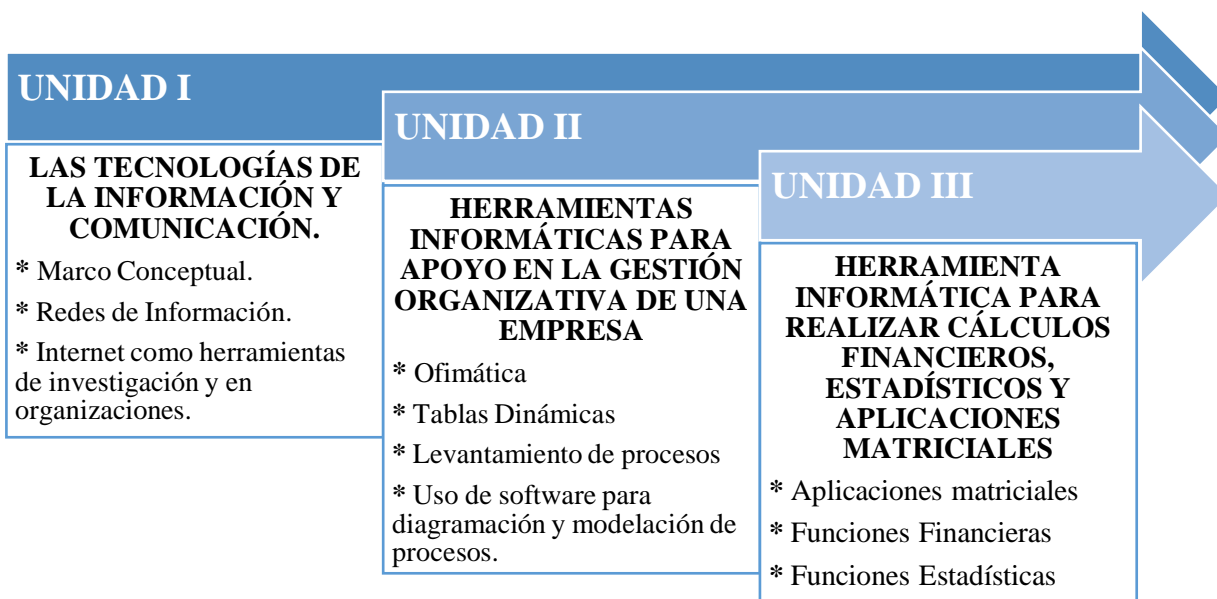 UNIDAD I
LAS TECNOLOGÍAS DE
LA INFORMACIÓN Y
COMUNICACIÓN.
* Marco Conceptual.
* Redes de Información.
* Internet como herramientas
de investigación y en
organizaciones.
UNIDAD II
HERRAMIENTAS
INFORMÁTICAS PARA
APOYO EN LA GESTIÓN
ORGANIZATIVA DE UNA
EMPRESA
* Ofimática
* Tablas Dinámicas
* Levantamiento de procesos
* Uso de software para
diagramación y modelación de
procesos.
UNIDAD III
HERRAMIENTA
INFORMÁTICA PARA
REALIZAR CÁLCULOS
FINANCIEROS,
ESTADÍSTICOS Y
APLICACIONES
MATRICIALES
* Aplicaciones matriciales
* Funciones Financieras
* Funciones Estadísticas